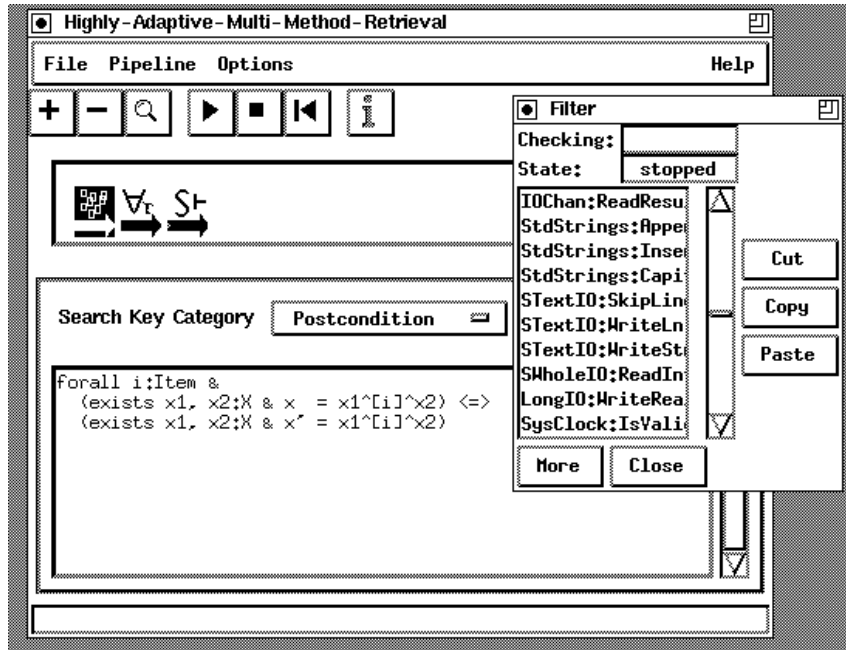 Highly-Adaptive-Multi-Method-Retrieval
File Pipeline Options Help
Filter
Checking:
State: stopped
IOChan:ReadResu
StdStrings:Appe
StdStrings:Inse
StdStrings:Capi
STextIO:SkipLin
STextIO:WriteLn
STextIO:WriteSt
SWholeIO:ReadIn
LongIO:WriteRea
SysClock:IsVali
Cut
Copy
Paste
More Close
∀τ S⊢
Search Key Category Postcondition
forall i:Item &
(exists x1, x2:X & x = x1^[i]^x2) <=>
(exists x1, x2:X & x' = x1^[i]^x2)